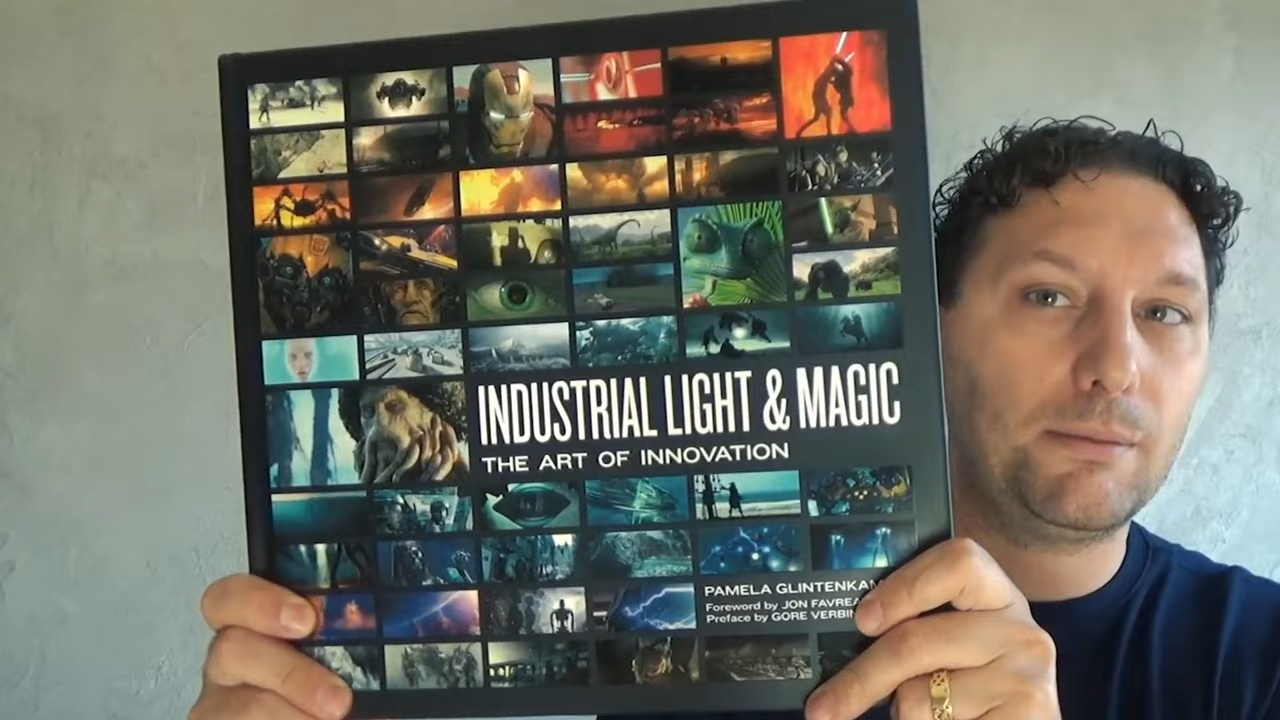 INDUSTRIAL LIGHT & MAGIC
THE ART OF INNOVATION
PAMELA
Foreword by JON
Preface by GORE